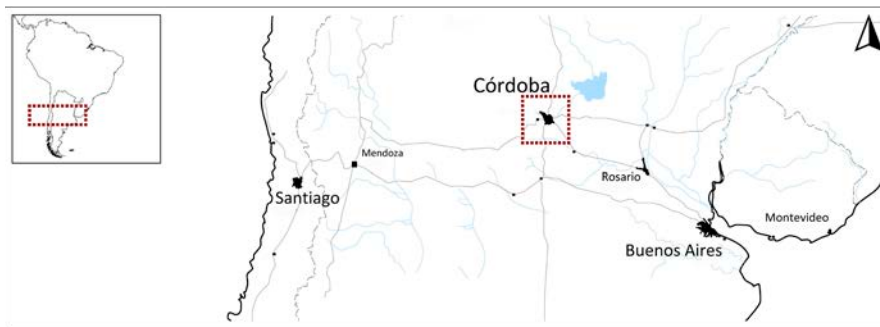 Córdoba
Mendoza
Santiago
Rosario
Montevideo
Buenos Aires